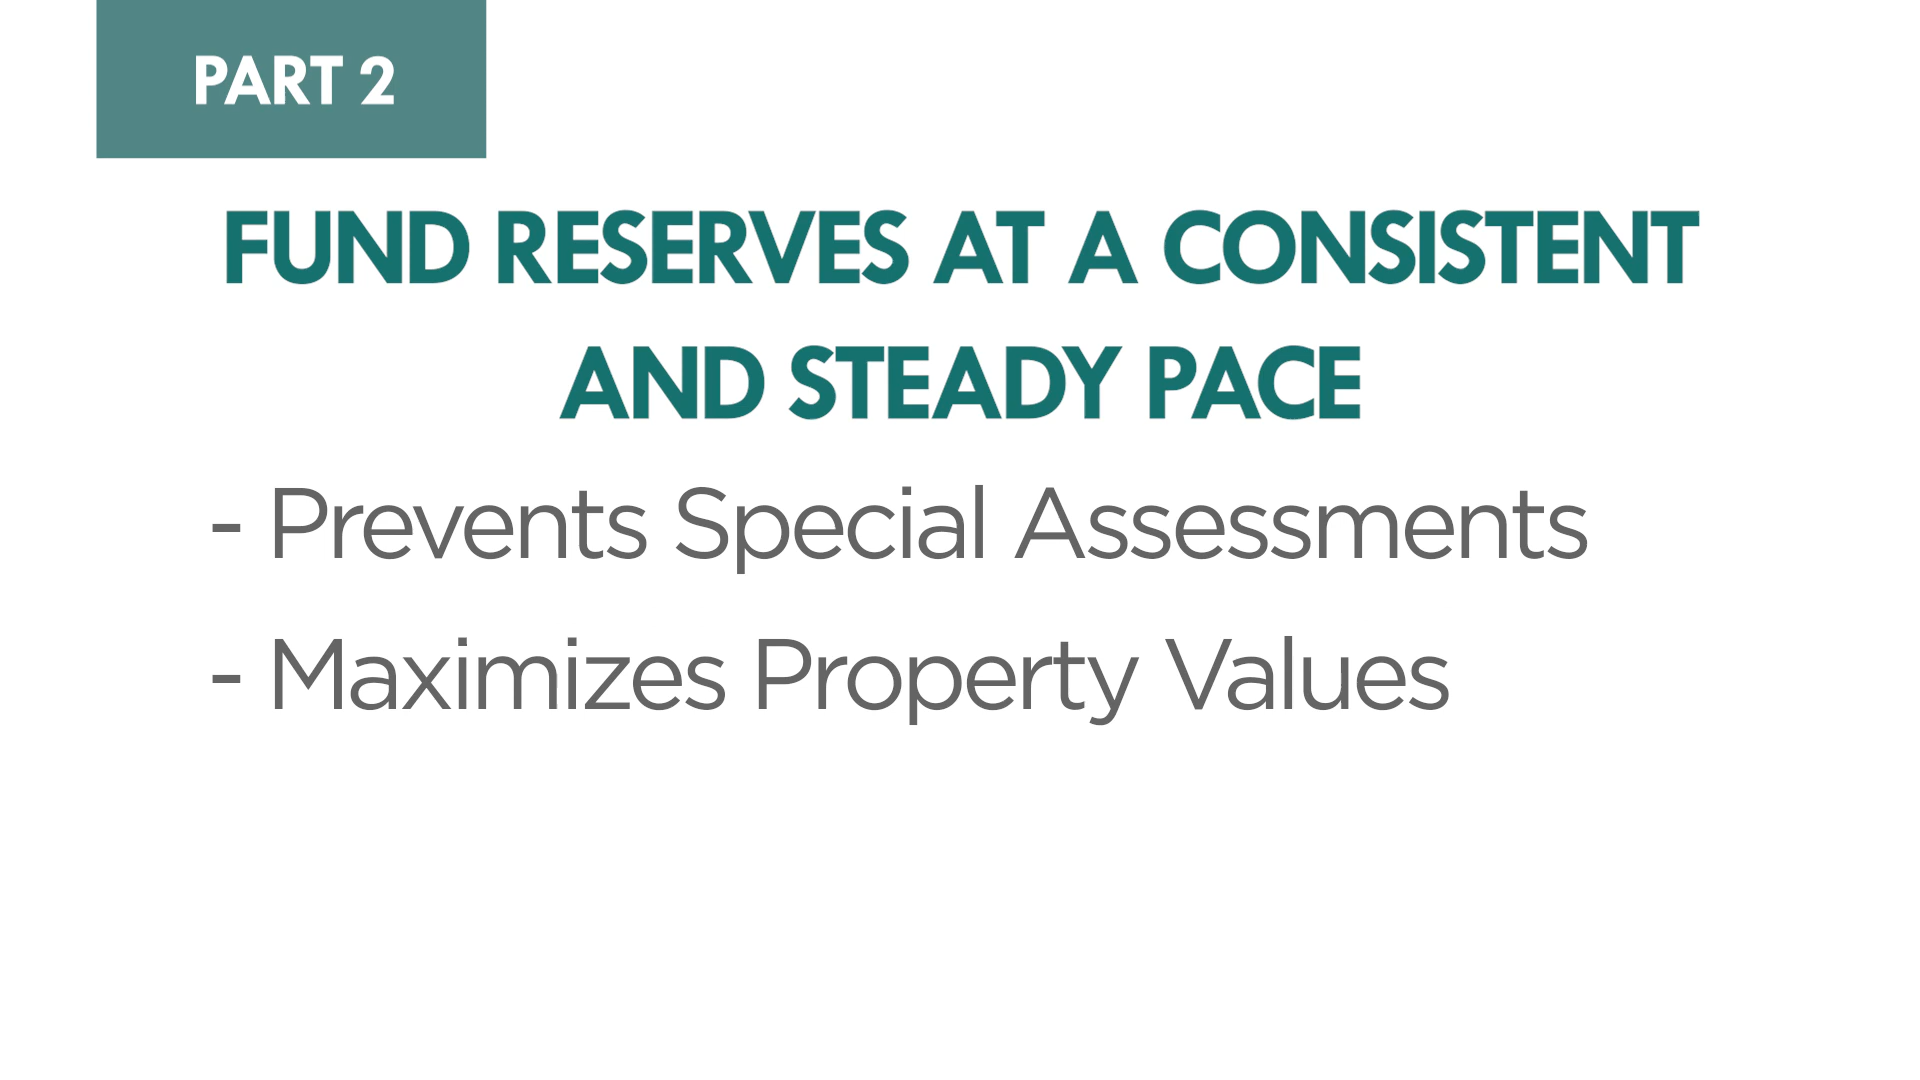 PART 2
FUND RESERVES AT A CONSISTENT
AND STEADY PACE
- Prevents Special Assessments
- Maximizes Property Values